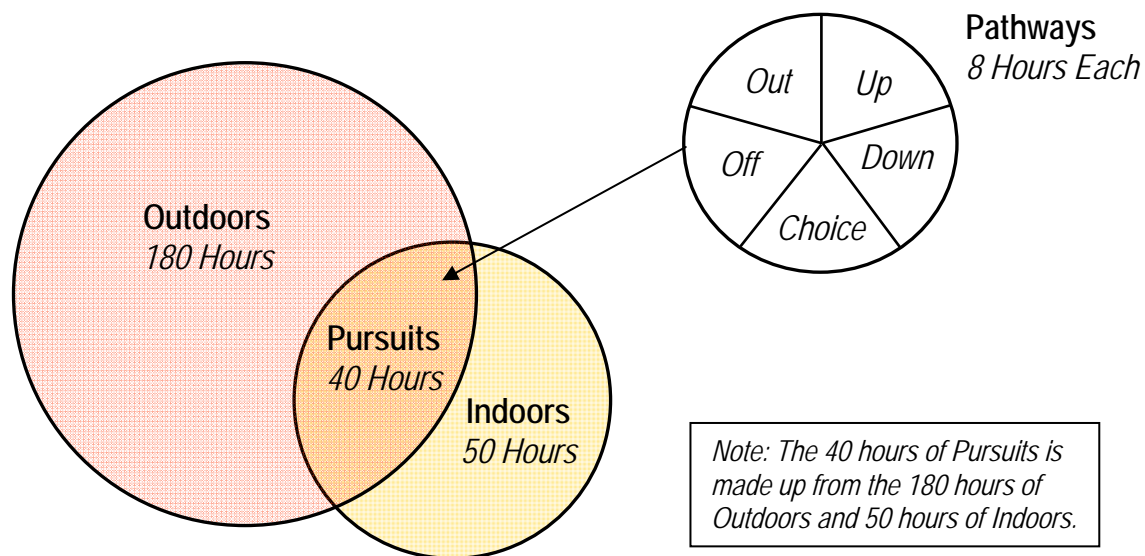 Pathways
8 Hours Each
Out
Up
Off
Down
Choice
Outdoors
180 Hours
Pursuits
40 Hours
Indoors
50 Hours
Note: The 40 hours of Pursuits is
made up from the 180 hours of
Outdoors and 50 hours of Indoors.